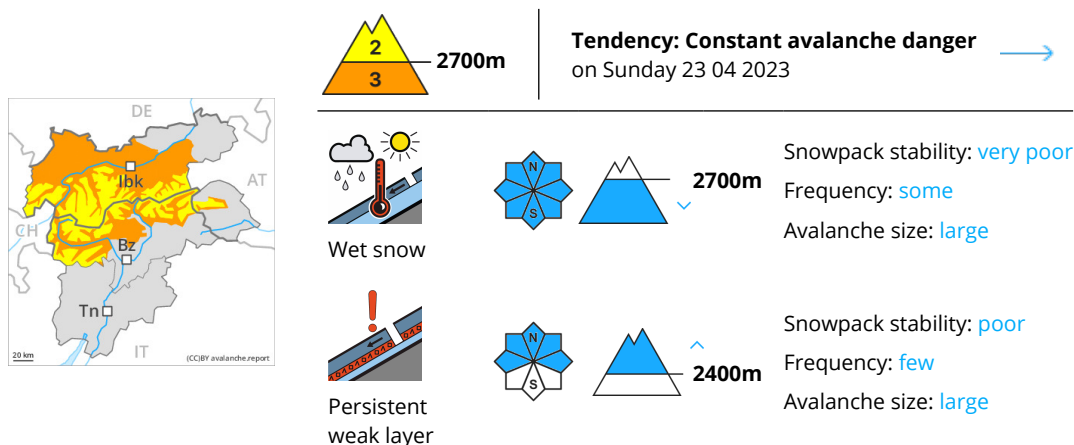 2
3
2700m
Tendency: Constant avalanche danger
on Sunday 23 04 2023
DE
Ibk
AT
CH
Bz
Tn
IT
20 km
(CC)BY avalanche.report
Wet snow
N
S
2700m
Snowpack stability: very poor
Frequency: some
Avalanche size: large
Persistent
weak layer
N
S
2400m
Snowpack stability: poor
Frequency: few
Avalanche size: large